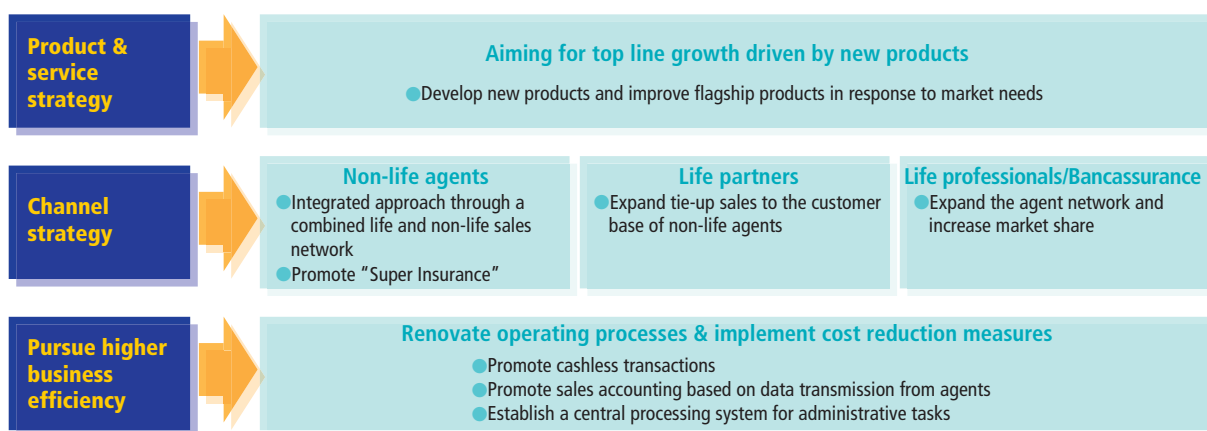 Product &
service
strategy
Aiming for top line growth driven by new products
●Develop new products and improve flagship products in response to market needs
Channel
strategy
Non-life agents
●Integrated approach through a
combined life and non-life sales
network
●Promote “Super Insurance”
Life partners
●Expand tie-up sales to the customer
base of non-life agents
Life professionals/Bancassurance
●Expand the agent network and
increase market share
Pursue higher
business
efficiency
Renovate operating processes & implement cost reduction measures
●Promote cashless transactions
●Promote sales accounting based on data transmission from agents
●Establish a central processing system for administrative tasks